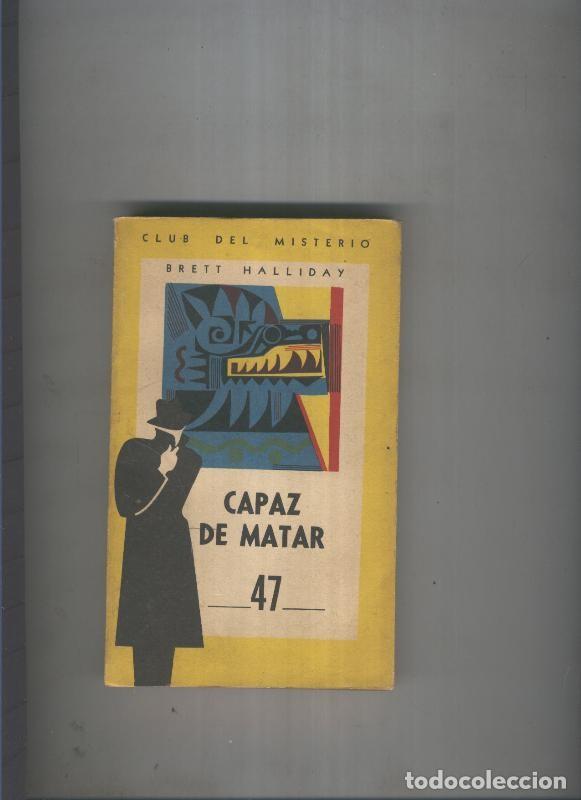 CLUB DEL MISTERIO
BRETT HALLIDAY
CAPAZ
DE MATAR
47
todocoleccion